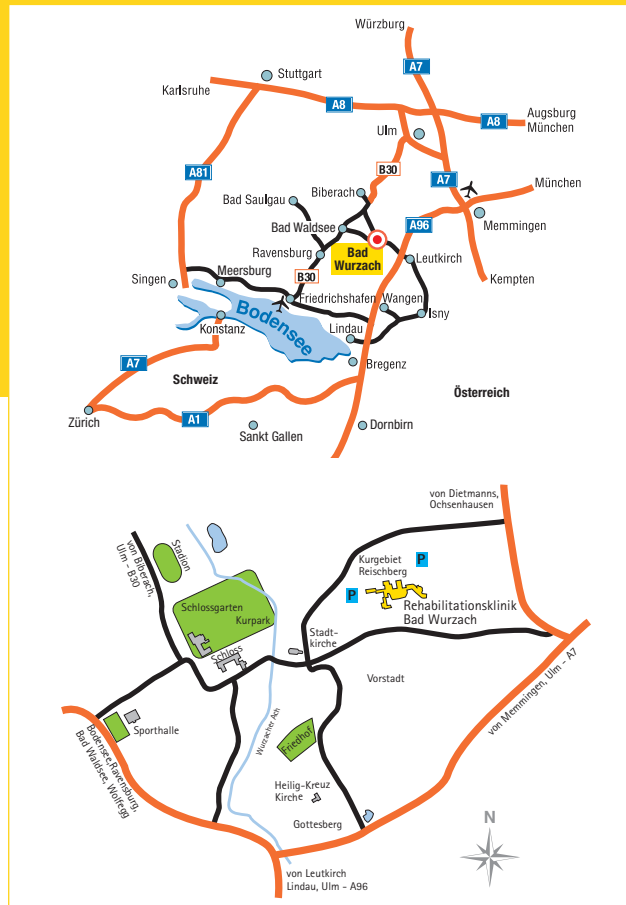 Würzburg
A7
Stuttgart
Karlsruhe
A8
Augsburg
München
A8
Ulm
B30
A81
A7
München
Biberach
Bad Saulgau
A96
Memmingen
Bad Waldsee
Ravensburg
Bad
Wurzach
Leutkirch
Meersburg
B30
Singen
Kempten
Friedrichshafen
Wangen
Isny
Bodensee
Konstanz
Lindau
A7
Bregenz
Schweiz
Österreich
Zürich
A1
Sankt Gallen
Dornbirn
von Dietmanns,
Ochsenhausen
von Biberach,
Ulm - B30
Stadion
Kurgebiet
Reischberg
P
P
Schlossgarten
Kurpark
Rehabilitationsklinik
Bad Wurzach
Stadt-
kirche
Schloss
Vorstadt
von Memmingen, Ulm - A7
Sporthalle
Bodensee,Ravensburg,
Bad Waldsee, Wolfegg
Wurzacher Ach
Friedhof
Heilig-Kreuz
Kirche
Gottesberg
N
von Leutkirch
Lindau, Ulm - A96